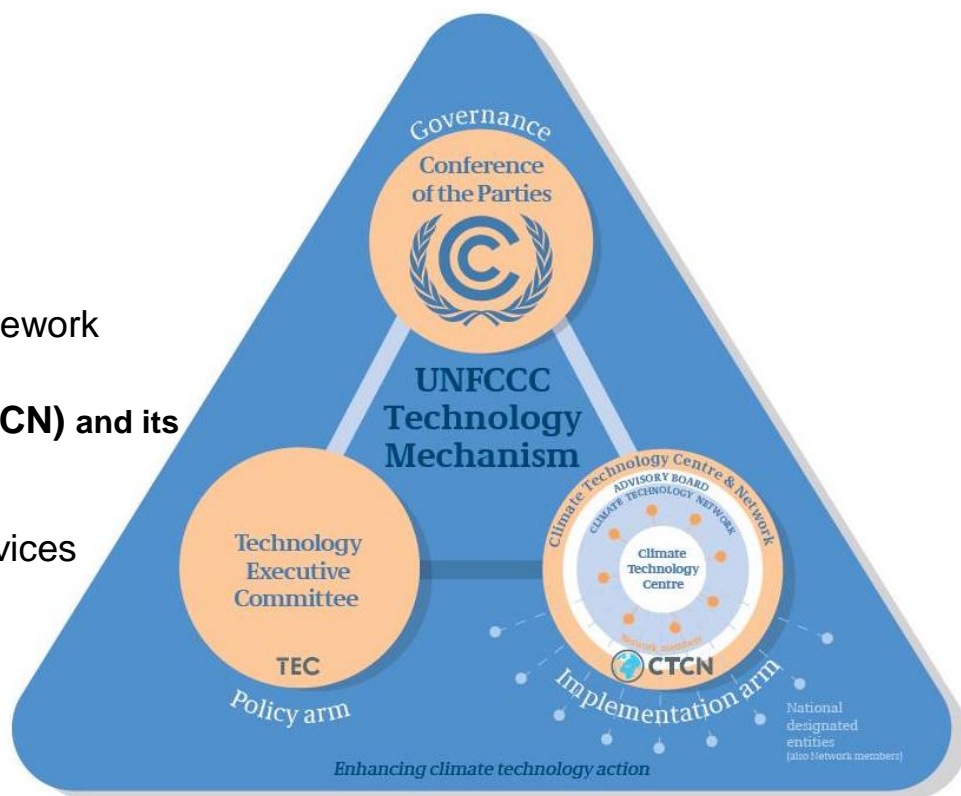 Governance
Conference
of the Parties
ework
UNFCCC
Technology
Mechanism
CN) and its
vices
Technology
Executive
Committee
TEC
Policy arm
Climate Technology Centre & Network
ADVISORY BOARD
CLIMATE TECHNOLOGY NETWORK
Climate
Technology
Centre
Network members
CTCN
Implementation arm
National
designated
entities
(also Network members)
Enhancing climate technology action